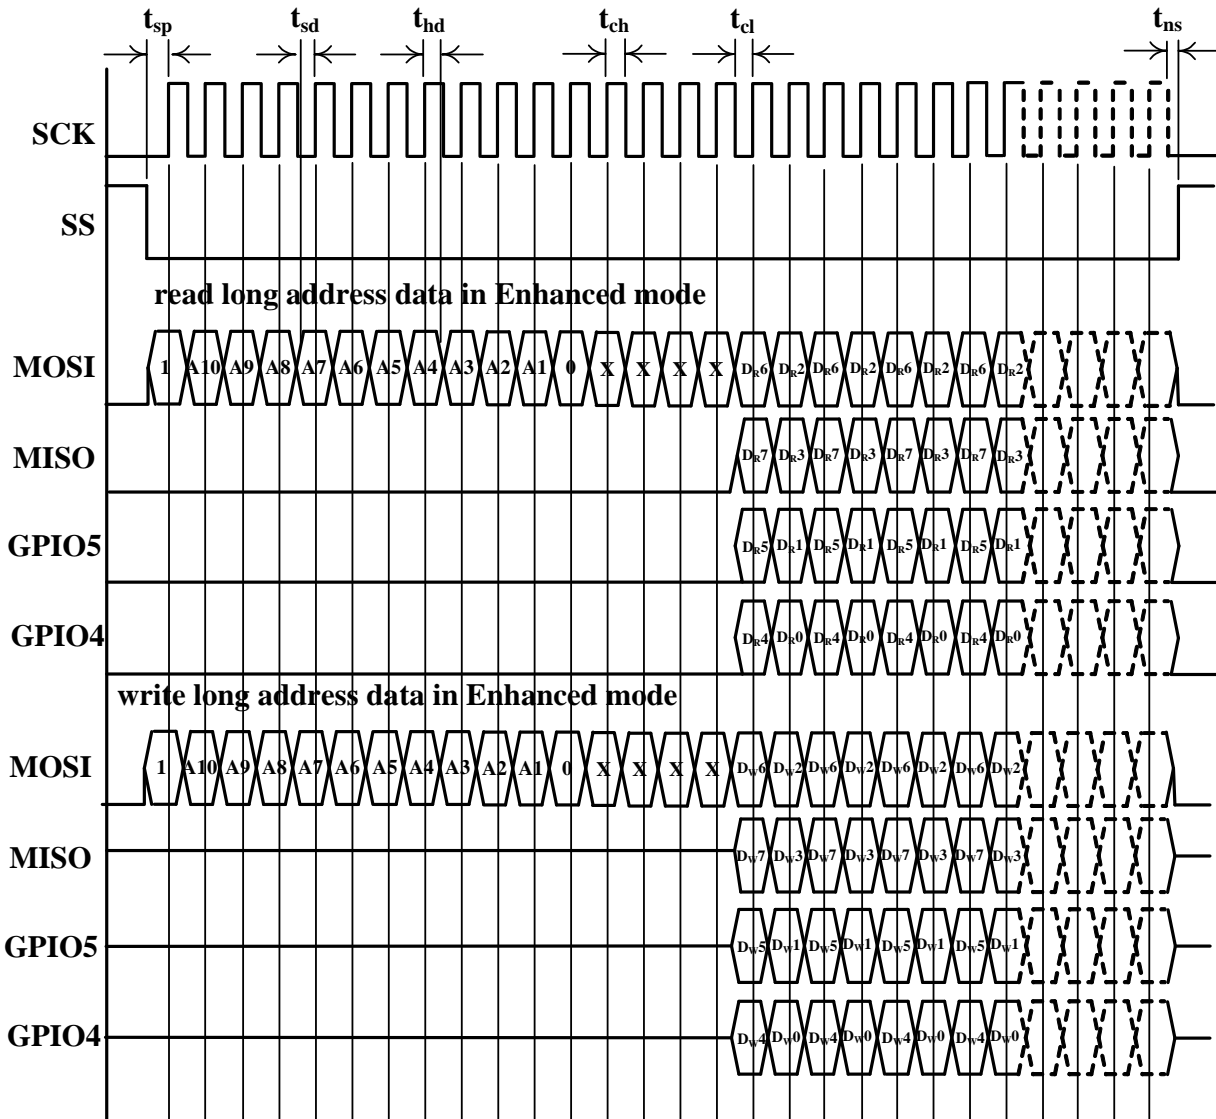 tsp tsd thd tch tcl tns
SCK
SS
read long address data in Enhanced mode
MOSI 1 A10 A9 A8 A7 A6 A5 A4 A3 A2 A1 0 X X X X DR6 DR2 DR6 DR2 DR6 DR2 DR6 DR2
MISO DR7 DR3 DR7 DR3 DR7 DR3 DR7 DR3
GPIO5 DR5 DR1 DR5 DR1 DR5 DR1 DR5 DR1
GPIO4 DR4 DR0 DR4 DR0 DR4 DR0 DR4 DR0
write long address data in Enhanced mode
MOSI 1 A10 A9 A8 A7 A6 A5 A4 A3 A2 A1 0 X X X X DW6 DW2 DW6 DW2 DW6 DW2 DW6 DW2
MISO DW7 DW3 DW7 DW3 DW7 DW3 DW7 DW3
GPIO5 DW5 DW1 DW5 DW1 DW5 DW1 DW5 DW1
GPIO4 DW4 DW0 DW4 DW0 DW4 DW0 DW4 DW0